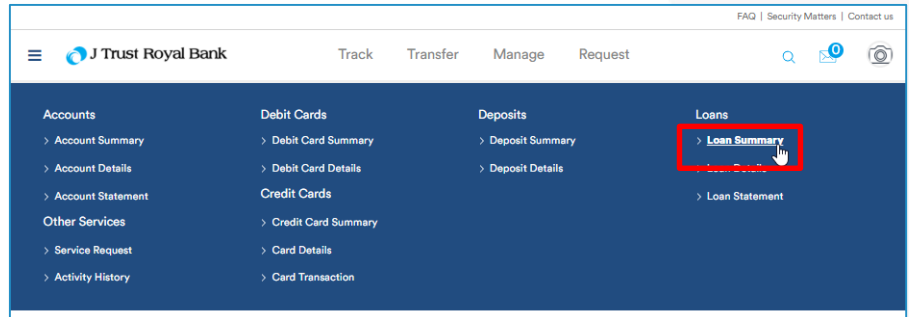 FAQ | Security Matters | Contact us
J Trust Royal Bank Track Transfer Manage Request 0
Accounts
> Account Summary
> Account Details
> Account Statement
Other Services
> Service Request
> Activity History
Debit Cards
> Debit Card Summary
> Debit Card Details
Credit Cards
> Credit Card Summary
> Card Details
> Card Transaction
Deposits
> Deposit Summary
> Deposit Details
Loans
> Loan Summary
> Loan Details
> Loan Statement